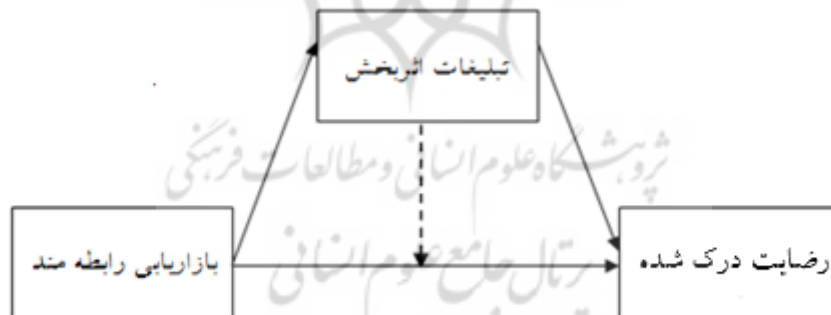 تبلیغات اثربخش
پژوهشگاه علوم انسانی و مطالعات فرهنگی
رضایت درک شده
بازاریابی رابطه مند
پرتال جامع علوم انسانی